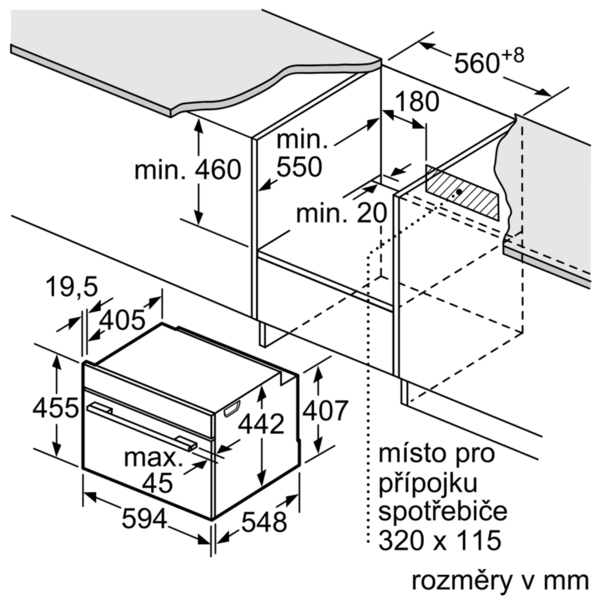 560+8
180
min.
550
min. 460
min. 20
19,5
405
455
442
407
max.
45
594
548
místo pro
přípojku
spotřebiče
320 x 115
rozměry v mm